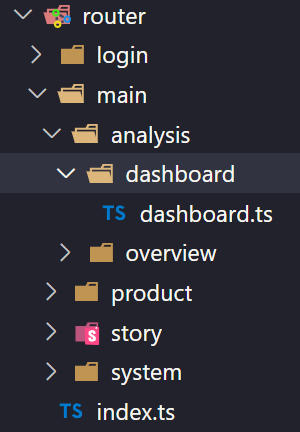 router
login
main
analysis
dashboard
TS dashboard.ts
overview
product
story
system
TS index.ts